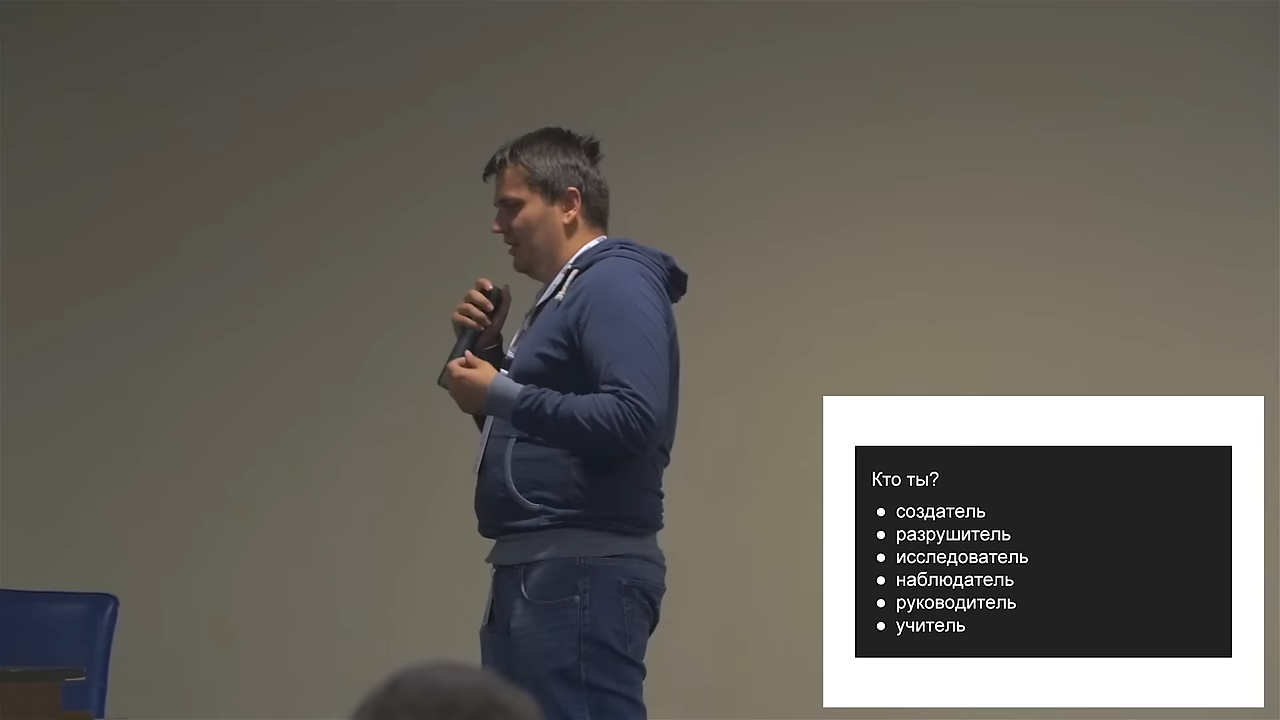 Кто ты?
● создатель
● разрушитель
● исследователь
● наблюдатель
● руководитель
● учитель